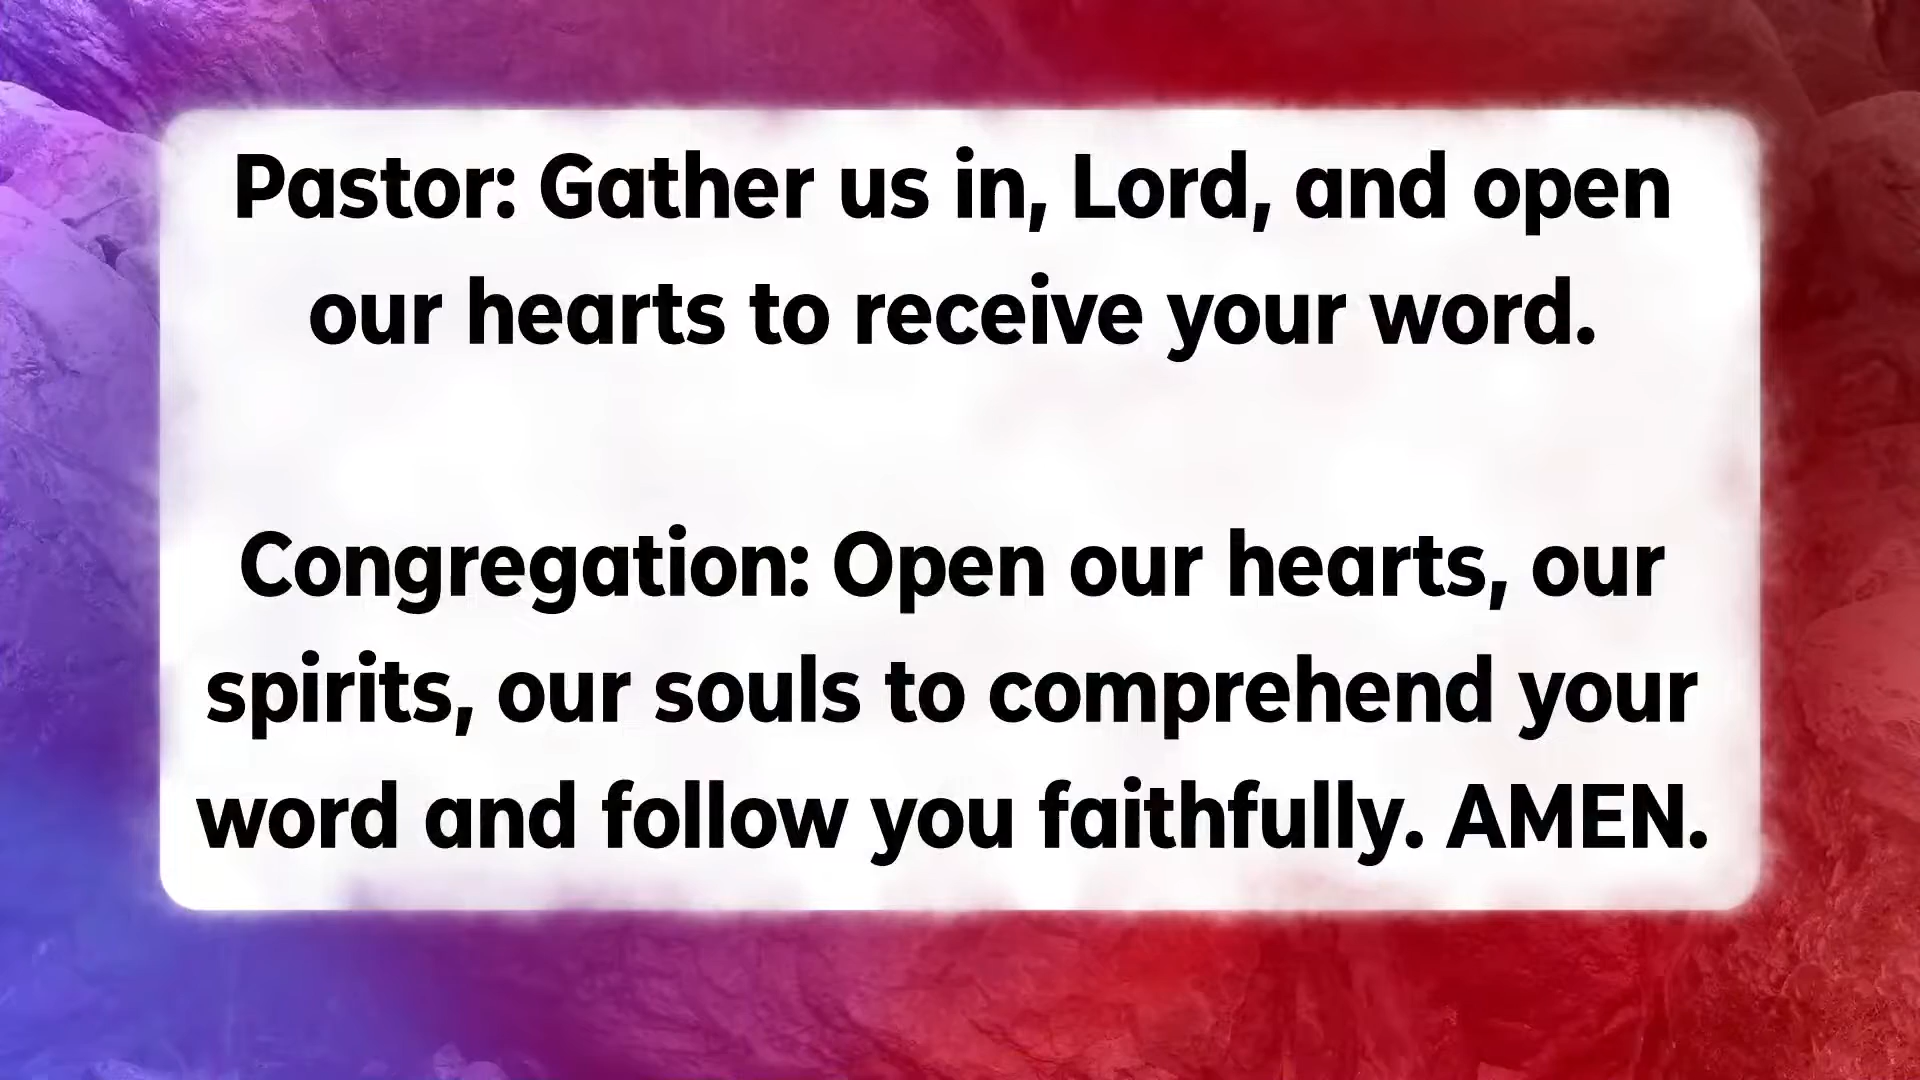 Pastor: Gather us in, Lord, and open
our hearts to receive your word.
Congregation: Open our hearts, our
spirits, our souls to comprehend your
word and follow you faithfully. AMEN.